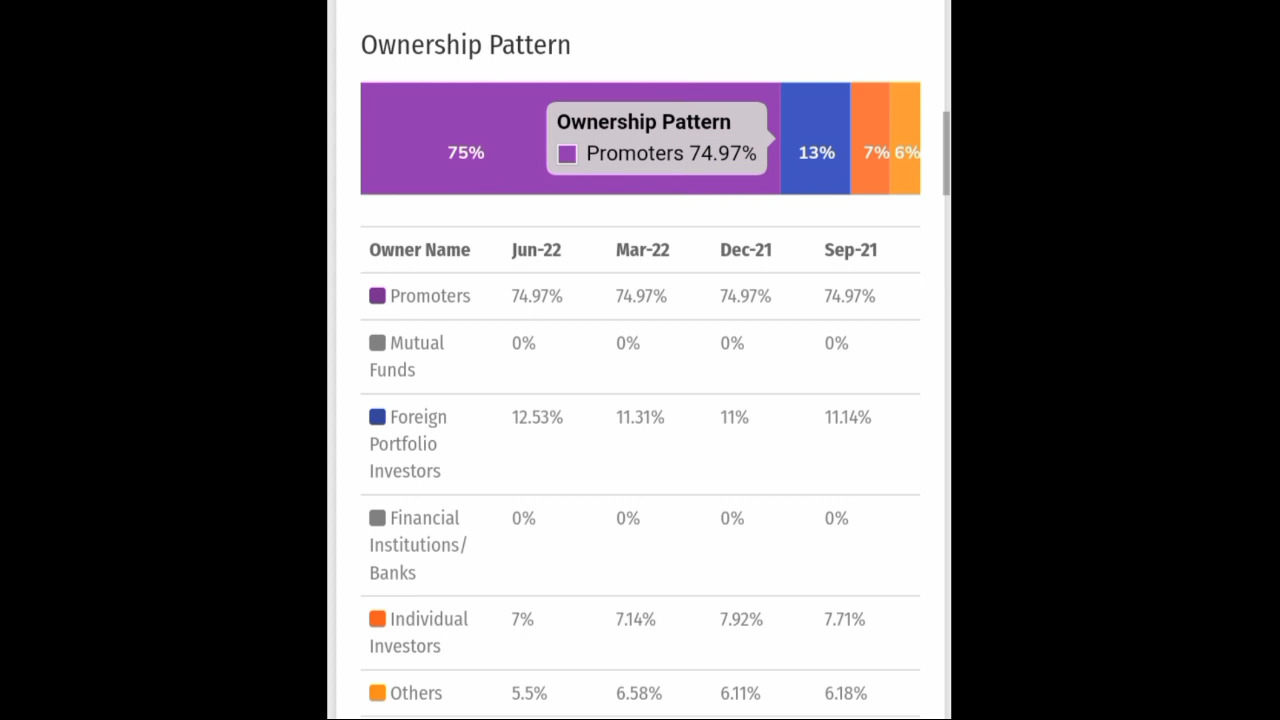 Ownership Pattern
Ownership Pattern
Promoters 74.97%
75% 13% 7% 6%
Owner Name Jun-22 Mar-22 Dec-21 Sep-21
Promoters 74.97% 74.97% 74.97% 74.97%
Mutual 0% 0% 0% 0%
Funds
Foreign 12.53% 11.31% 11% 11.14%
Portfolio
Investors
Financial 0% 0% 0% 0%
Institutions/
Banks
Individual 7% 7.14% 7.92% 7.71%
Investors
Others 5.5% 6.58% 6.11% 6.18%